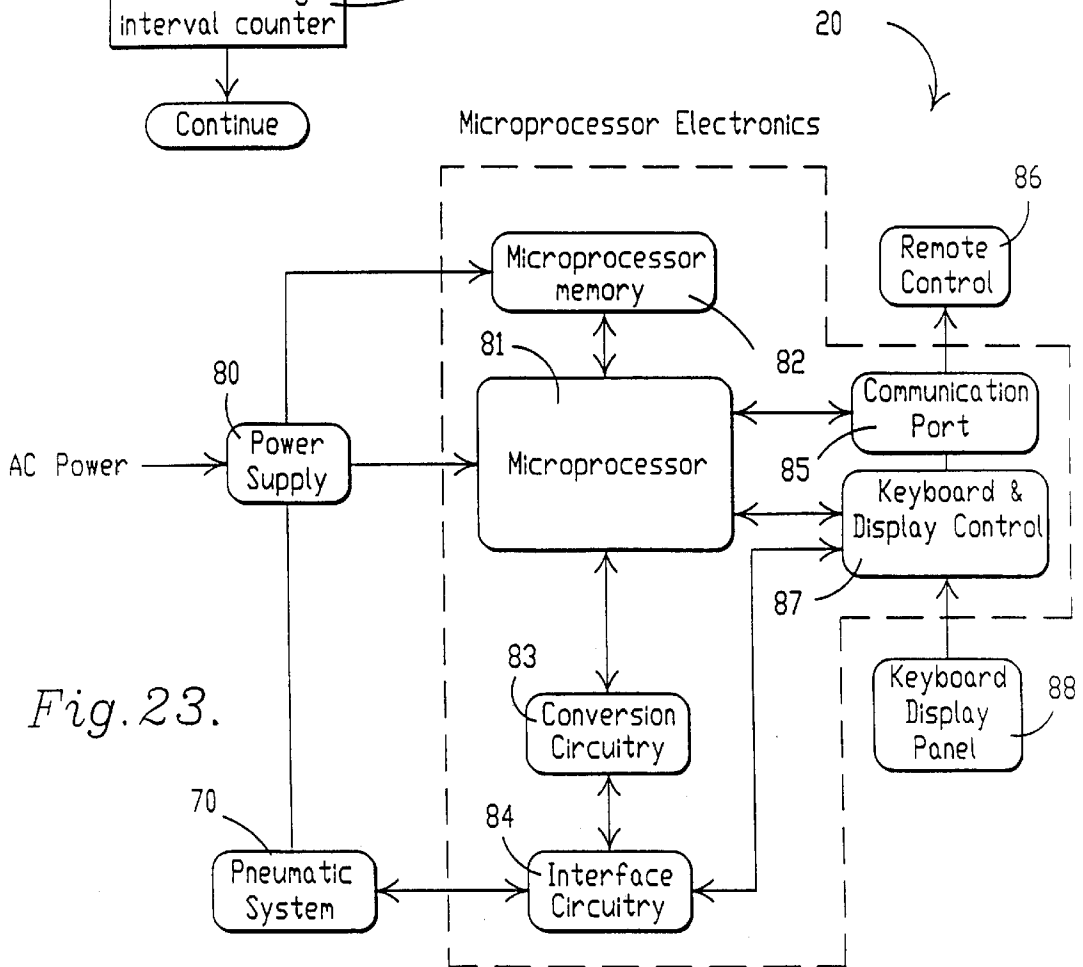 interval counter
Continue
20
Microprocessor Electronics
86
Remote
Control
Microprocessor
memory
82
81
80
AC Power
Power
Supply
Microprocessor
Communication
Port
85
Keyboard &
Display Control
87
83
Conversion
Circuitry
Keyboard
Display
Panel
88
Fig.23.
70
84
Pneumatic
System
Interface
Circuitry